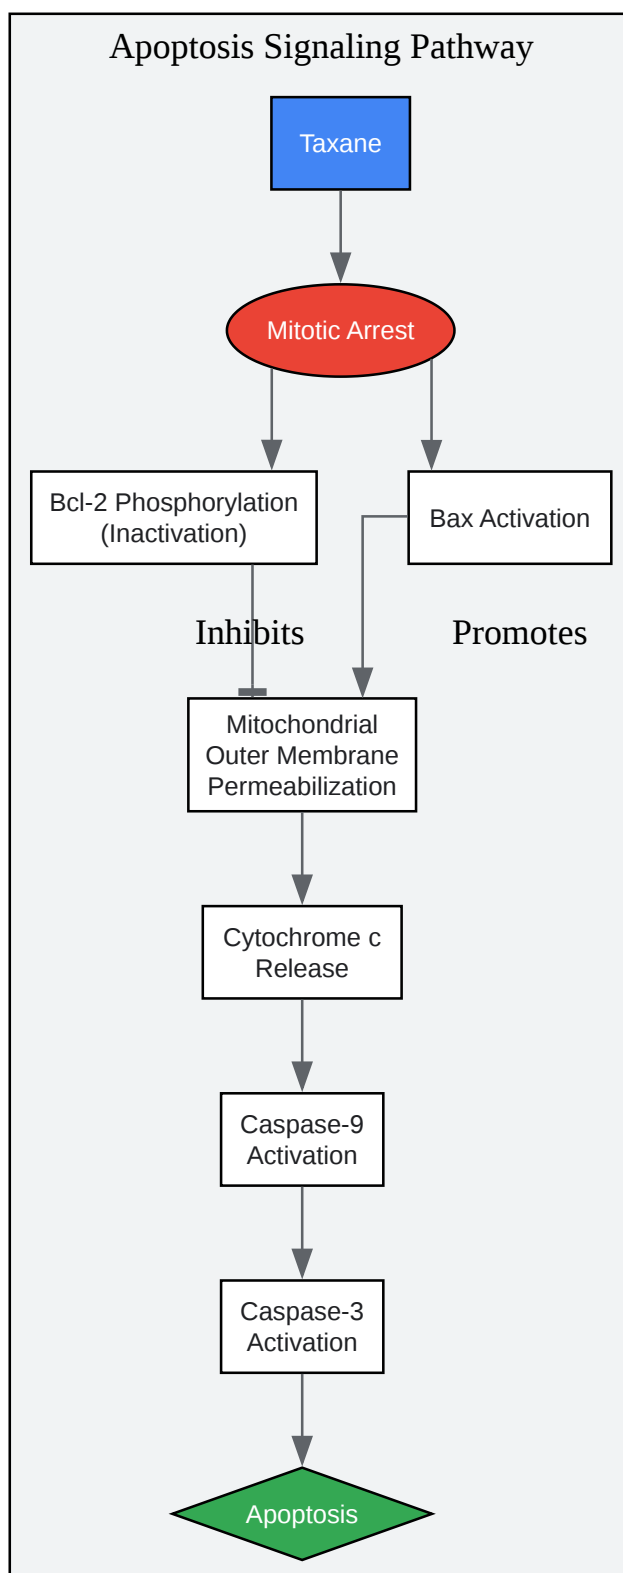 Apoptosis Signaling Pathway
Taxane
Mitotic Arrest
Bcl-2 Phosphorylation
(Inactivation)
Bax Activation
Inhibits
Promotes
Mitochondrial
Outer Membrane
Permeabilization
Cytochrome c
Release
Caspase-9
Activation
Caspase-3
Activation
Apoptosis